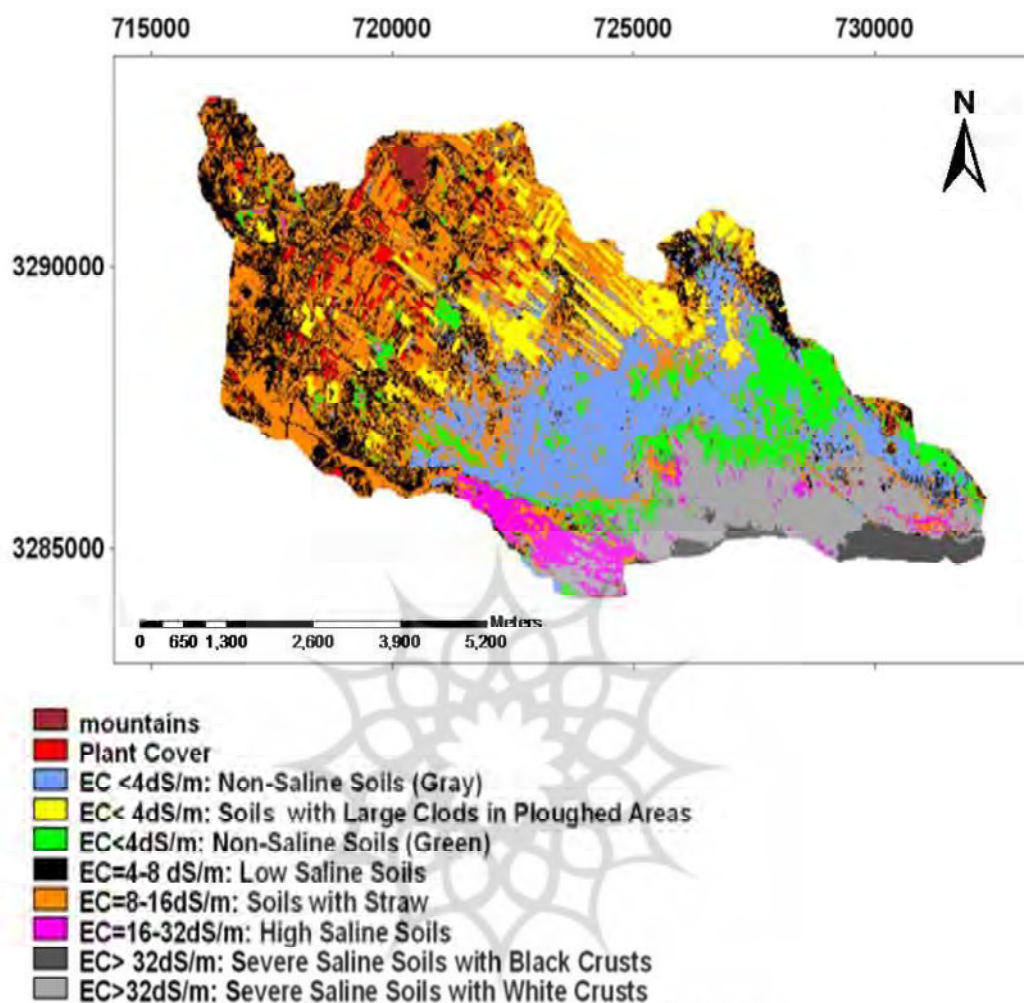 715000 720000 725000 730000
N
3290000
3285000
Meters
0 650 1,300 2,600 3,900 5,200
mountains
Plant Cover
EC <4dS/m: Non-Saline Soils (Gray)
EC< 4dS/m: Soils with Large Clods in Ploughed Areas
EC<4dS/m: Non-Saline Soils (Green)
EC=4-8 dS/m: Low Saline Soils
EC=8-16dS/m: Soils with Straw
EC=16-32dS/m: High Saline Soils
EC> 32dS/m: Severe Saline Soils with Black Crusts
EC>32dS/m: Severe Saline Soils with White Crusts